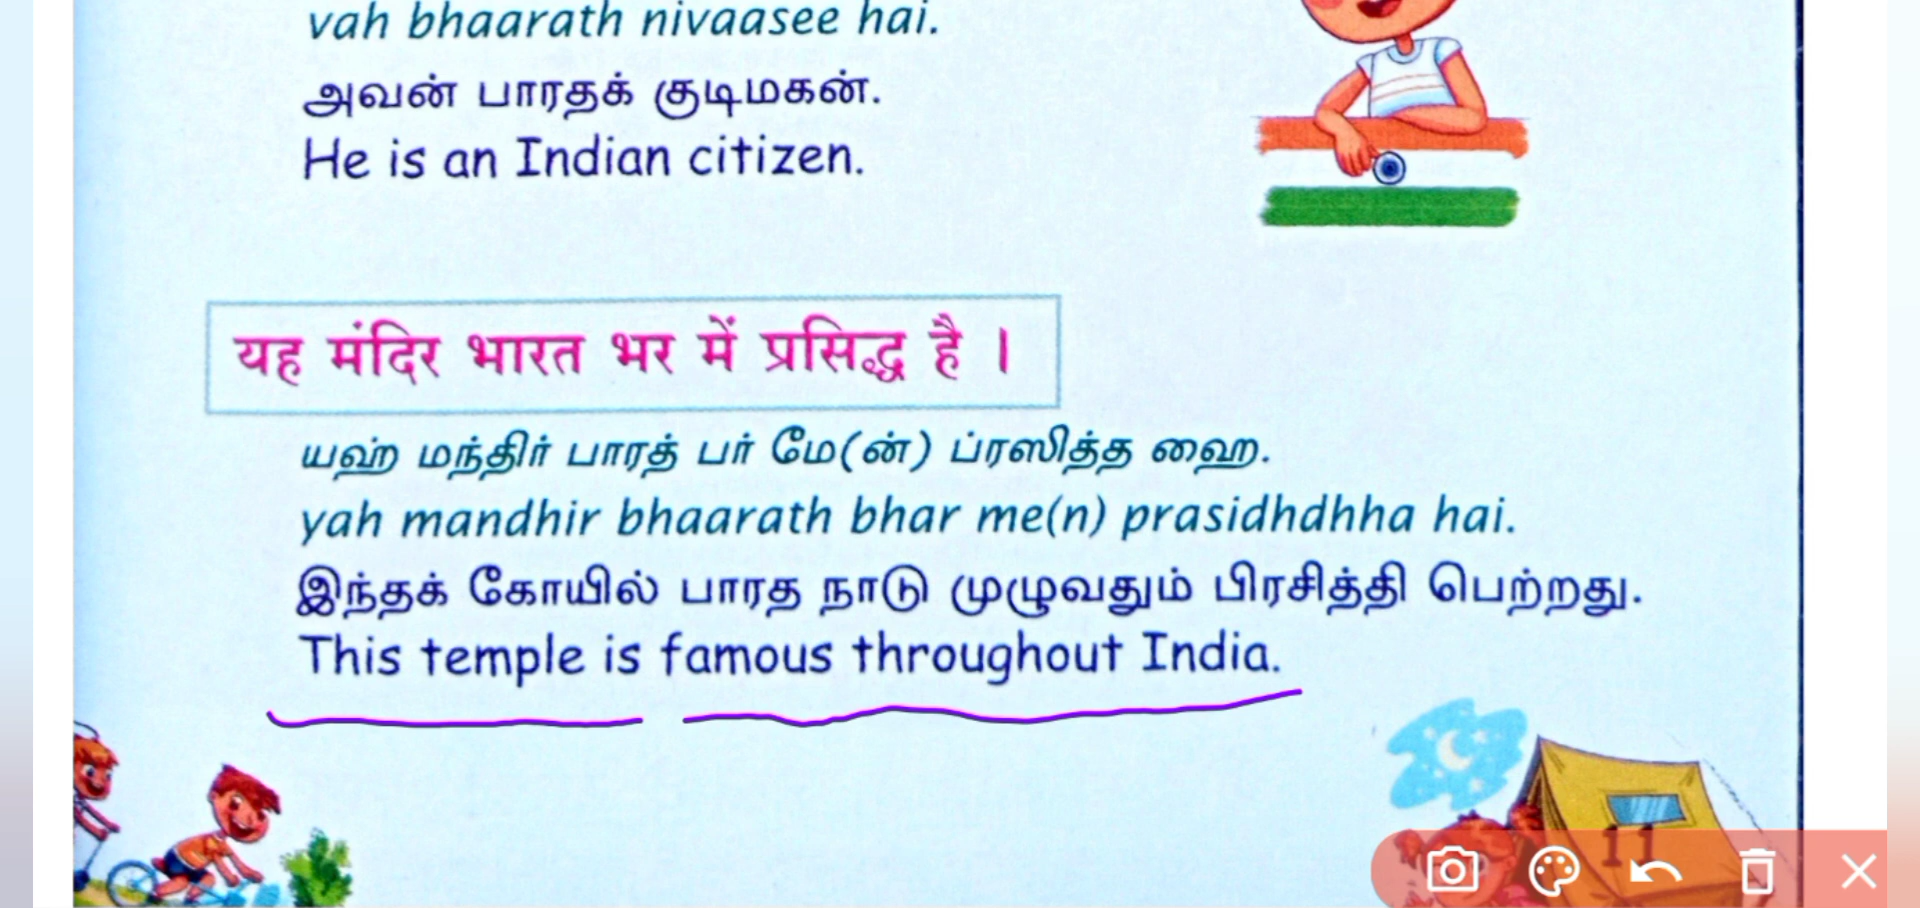 vah bhaarath nivaasee hai.
அவன் பாரதக் குடிமகன்.
He is an Indian citizen.
यह मंदिर भारत भर में प्रसिद्ध है ।
யஹ் மந்திர் பாரத் பர் மே(ன்) ப்ரஸித்த ஹை.
yah mandhir bhaarath bhar me(n) prasidhdhha hai.
இந்தக் கோயில் பாரத நாடு முழுவதும் பிரசித்தி பெற்றது.
This temple is famous throughout India.
11